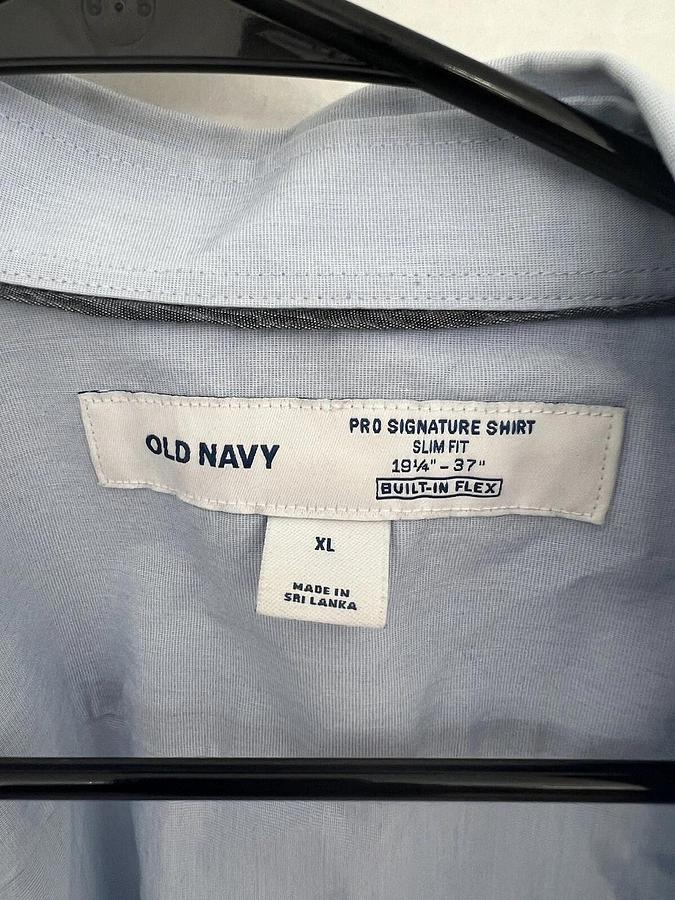 OLD NAVY
PRO SIGNATURE SHIRT
SLIM FIT
19¼" - 37"
BUILT-IN FLEX
XL
MADE IN
SRI LANKA